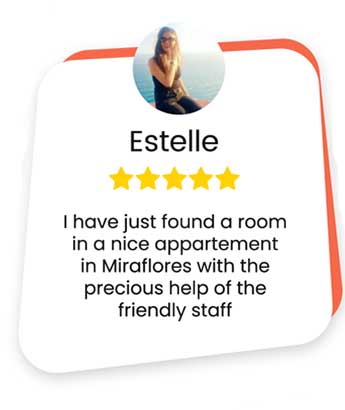 Estelle
I have just found a room
in a nice appartement
in Miraflores with the
precious help of the
friendly staff